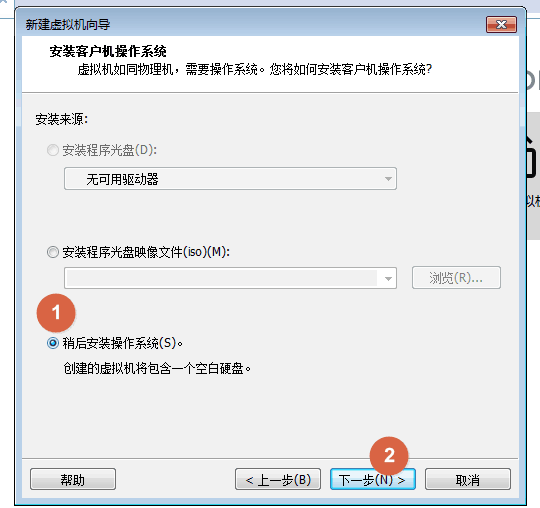 新建虚拟机向导
安装客户机操作系统
虚拟机如同物理机，需要操作系统。您将如何安装客户机操作系统?
安装来源:
安装程序光盘(D):
无可用驱动器
安装程序光盘映像文件(iso)(M):
浏览(R)...
1
稍后安装操作系统(S)。
创建的虚拟机将包含一个空白硬盘。
2
帮助
< 上一步(B)
下一步(N) >
取消